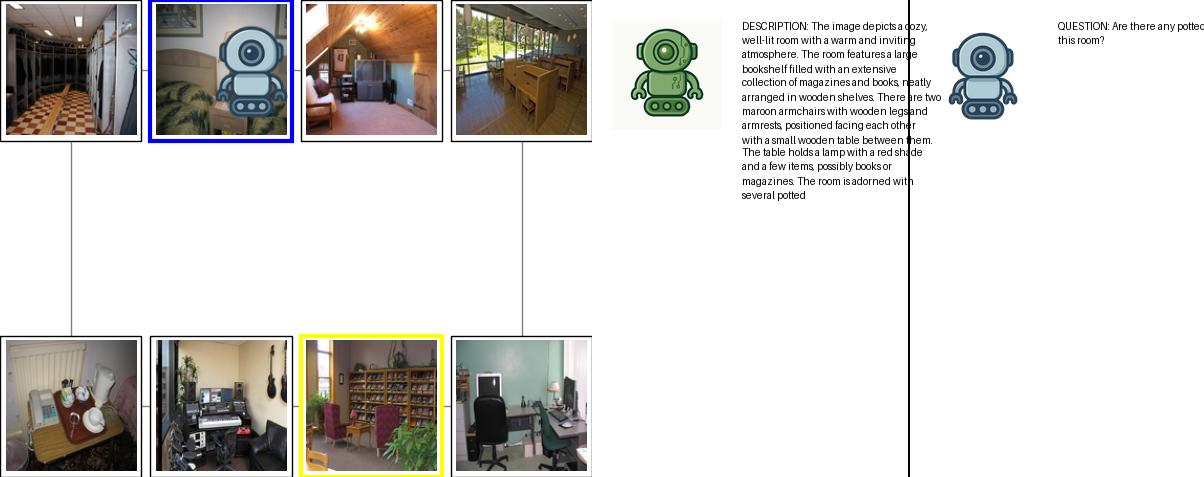 DESCRIPTION: The image depicts a cozy,
well-lit room with a warm and inviting
atmosphere. The room features a large
bookshelf filled with an extensive
collection of magazines and books, neatly
arranged in wooden shelves. There are two
maroon armchairs with wooden legs and
armrests, positioned facing each other
with a small wooden table between them.
The table holds a lamp with a red shade
and a few items, possibly books or
magazines. The room is adorned with
several potted
QUESTION: Are there any potted
this room?